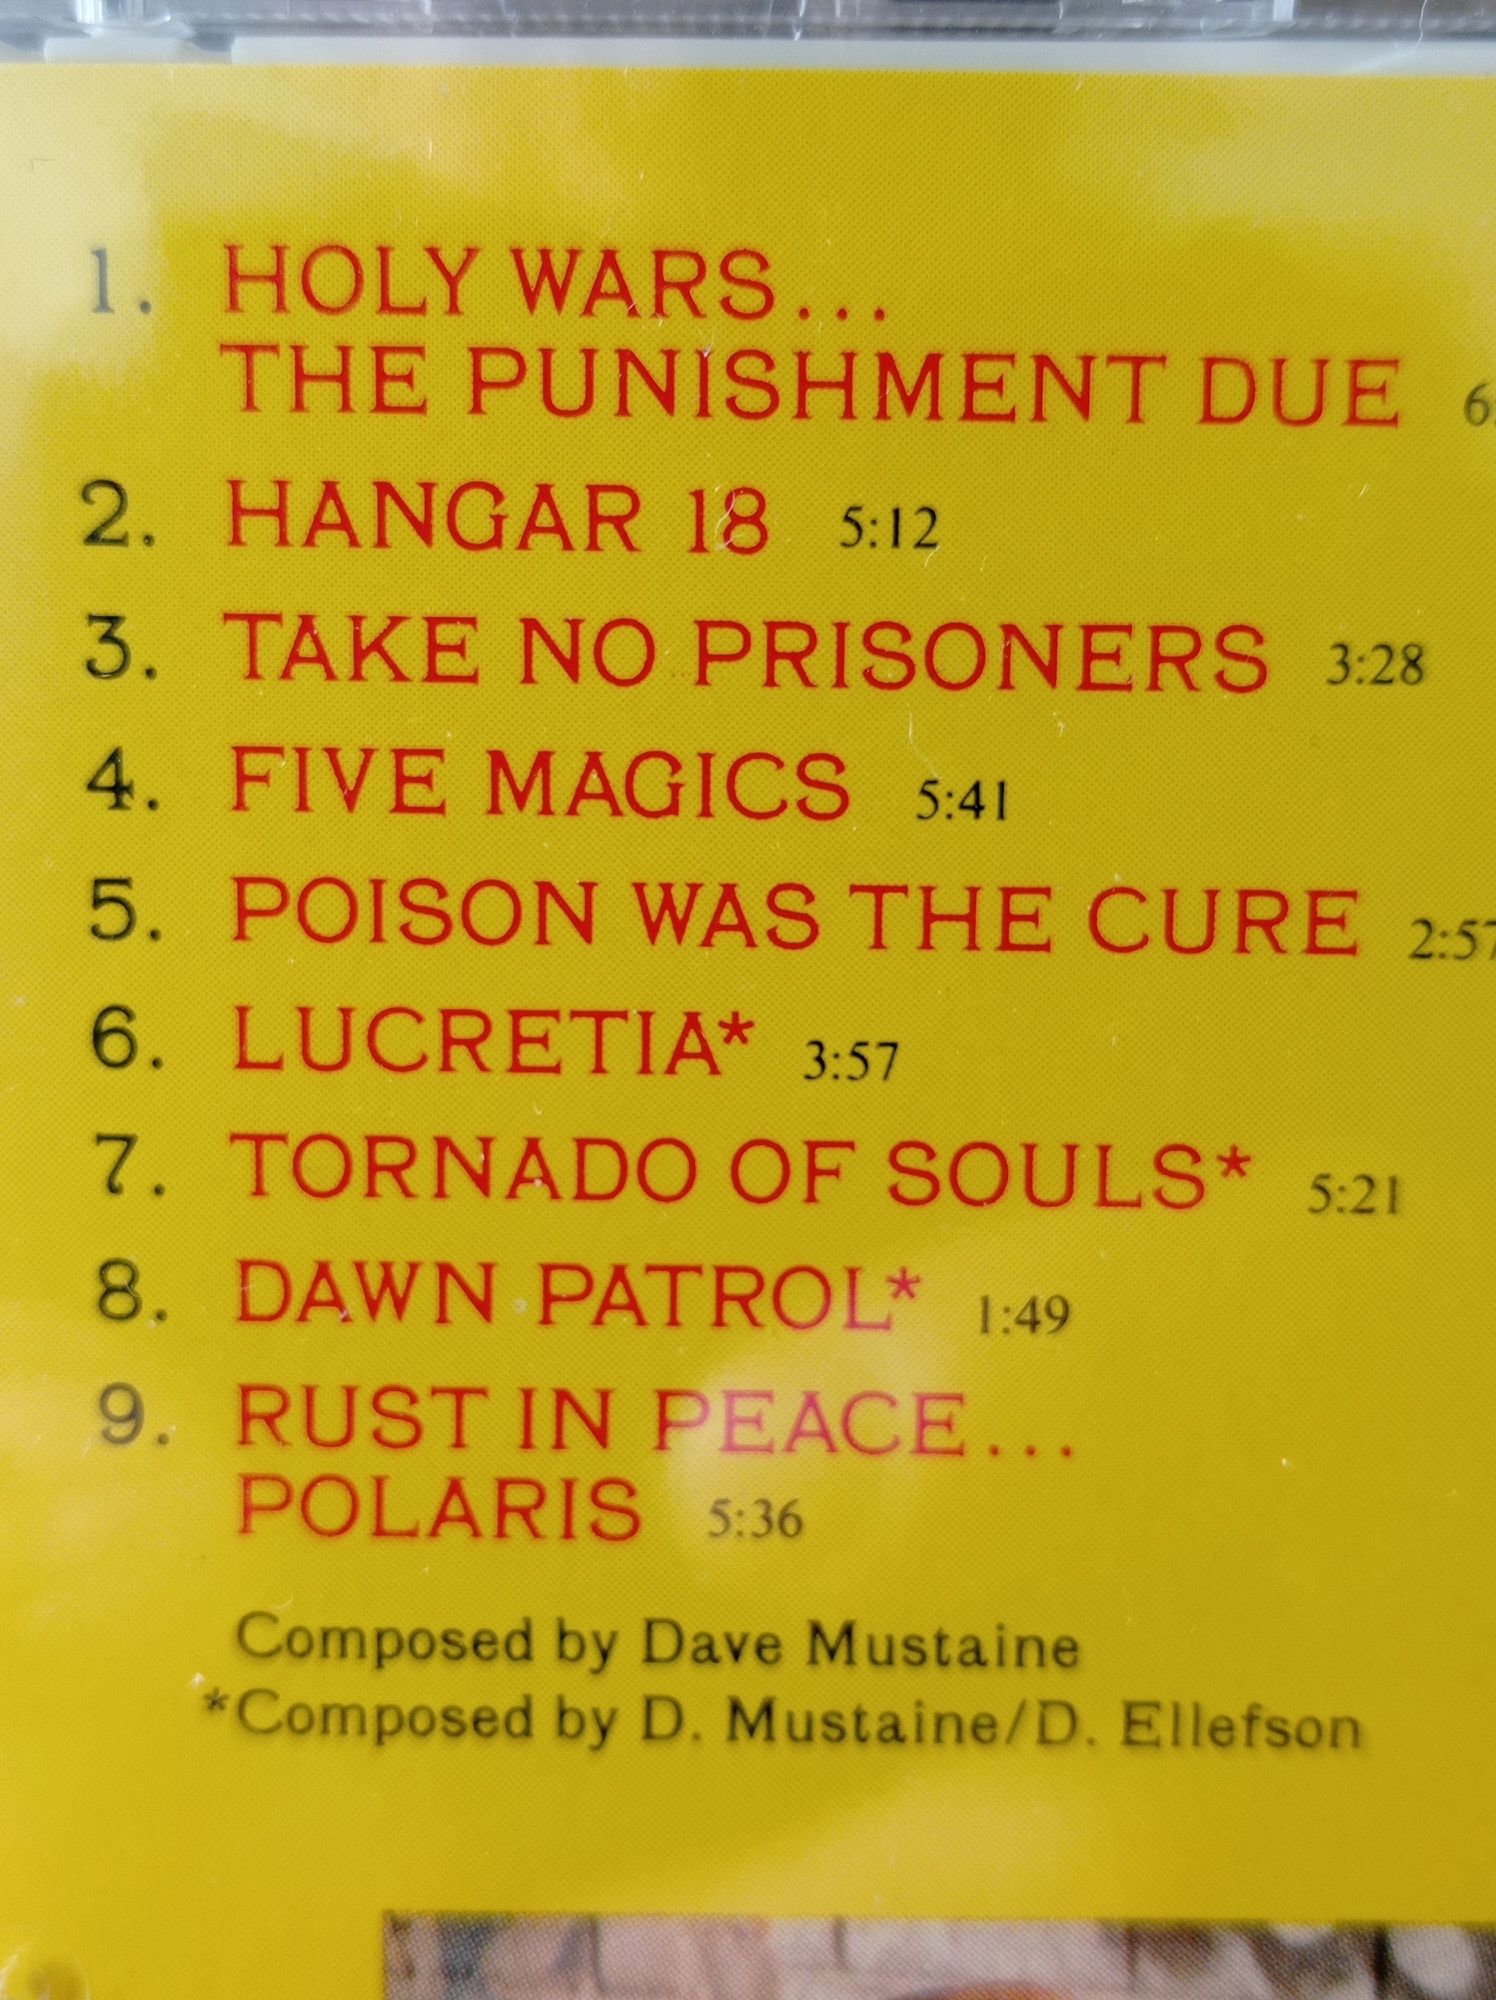 1. HOLY WARS...
THE PUNISHMENT DUE 6:
2. HANGAR 18 5:12
3. TAKE NO PRISONERS 3:28
4. FIVE MAGICS 5:41
5. POISON WAS THE CURE 2:57
6. LUCRETIA* 3:57
7. TORNADO OF SOULS* 5:21
8. DAWN PATROL* 1:49
9. RUST IN PEACE...
POLARIS 5:36
Composed by Dave Mustaine
*Composed by D. Mustaine/D. Ellefson